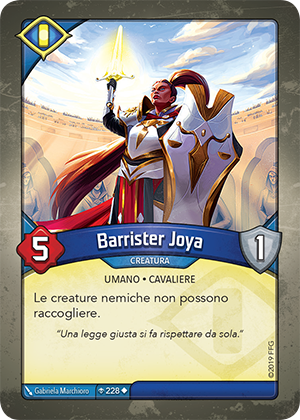 Barrister Joya
5
CREATURA
1
UMANO • CAVALIERE
Le creature nemiche non possono
raccogliere.
“Una legge giusta si fa rispettare da sola.”
©2019 FFG
Gabriela Marchioro
228